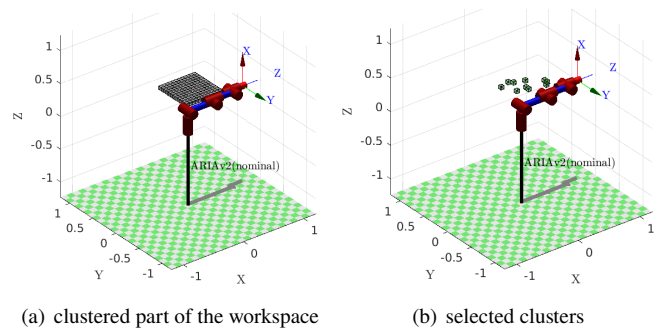 X
Z
Y
1
0.5
0
-0.5
-1
Z
ARIAv2(nominal)
1
0.5
0
-0.5
-1
Y
-1
0
1
X
(a) clustered part of the workspace
X
Z
Y
1
0.5
0
-0.5
-1
Z
ARIAv2(nominal)
1
0.5
0
-0.5
-1
Y
-1
0
1
X
(b) selected clusters